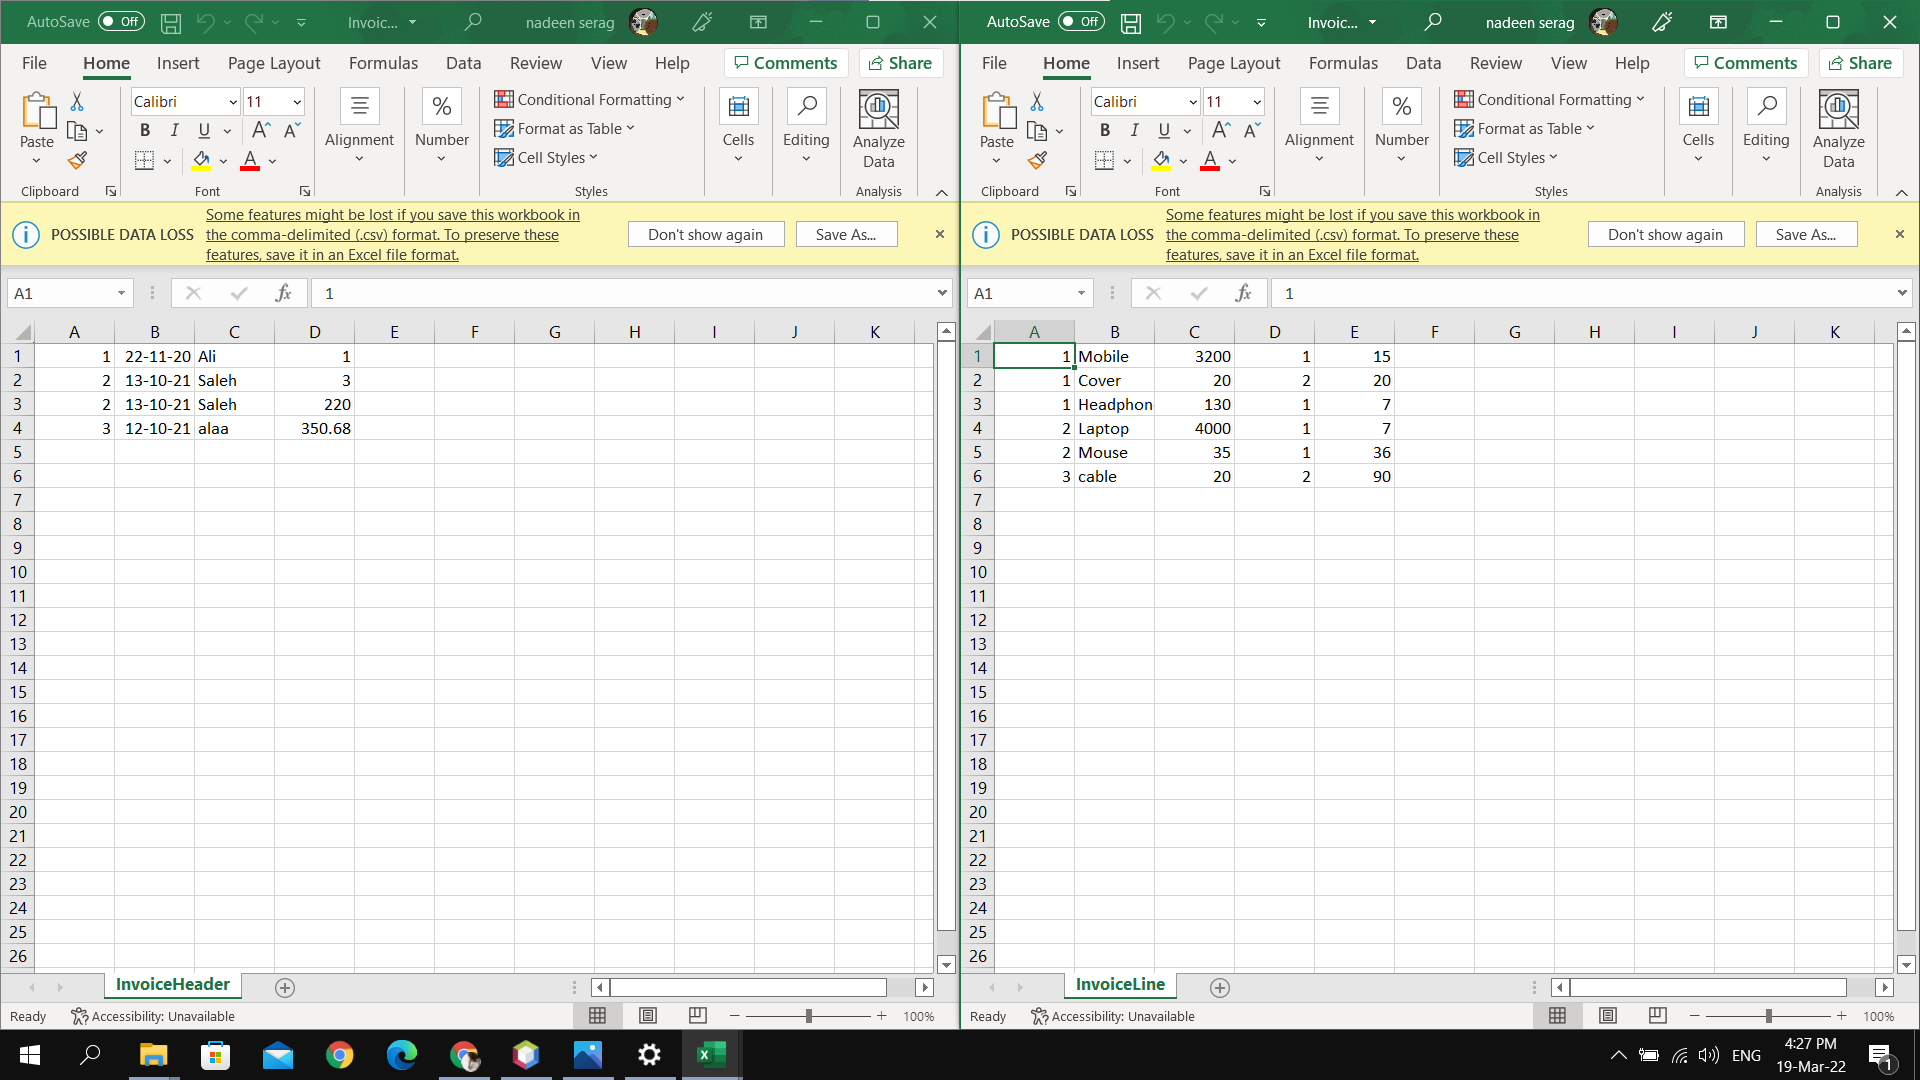 AutoSave Off Invoic... nadeen serag
File Home Insert Page Layout Formulas Data Review View Help Comments Share
Calibri 11
Paste
B I U A A
A
Alignment
Number
%
Conditional Formatting
Format as Table
Cell Styles
Cells
Editing
Analyze
Data
Clipboard Font Styles Analysis
POSSIBLE DATA LOSS
Some features might be lost if you save this workbook in
the comma-delimited (.csv) format. To preserve these
features, save it in an Excel file format.
Don't show again Save As...
A1 fx 1
A B C D E F G H I J K
1 1 22-11-20 Ali 1
2 2 13-10-21 Saleh 3
3 2 13-10-21 Saleh 220
4 3 12-10-21 alaa 350.68
5
6
7
8
9
10
11
12
13
14
15
16
17
18
19
20
21
22
23
24
25
26
InvoiceHeader
Ready Accessibility: Unavailable 100%
AutoSave Off Invoic... nadeen serag
File Home Insert Page Layout Formulas Data Review View Help Comments Share
Calibri 11
Paste
B I U A A
A
Alignment
Number
%
Conditional Formatting
Format as Table
Cell Styles
Cells
Editing
Analyze
Data
Clipboard Font Styles Analysis
POSSIBLE DATA LOSS
Some features might be lost if you save this workbook in
the comma-delimited (.csv) format. To preserve these
features, save it in an Excel file format.
Don't show again Save As...
A1 fx 1
A B C D E F G H I J K
1 1 Mobile 3200 1 15
2 1 Cover 20 2 20
3 1 Headphon 130 1 7
4 2 Laptop 4000 1 7
5 2 Mouse 35 1 36
6 3 cable 20 2 90
7
8
9
10
11
12
13
14
15
16
17
18
19
20
21
22
23
24
25
26
InvoiceLine
Ready Accessibility: Unavailable 100%
ENG
4:27 PM
19-Mar-22
1